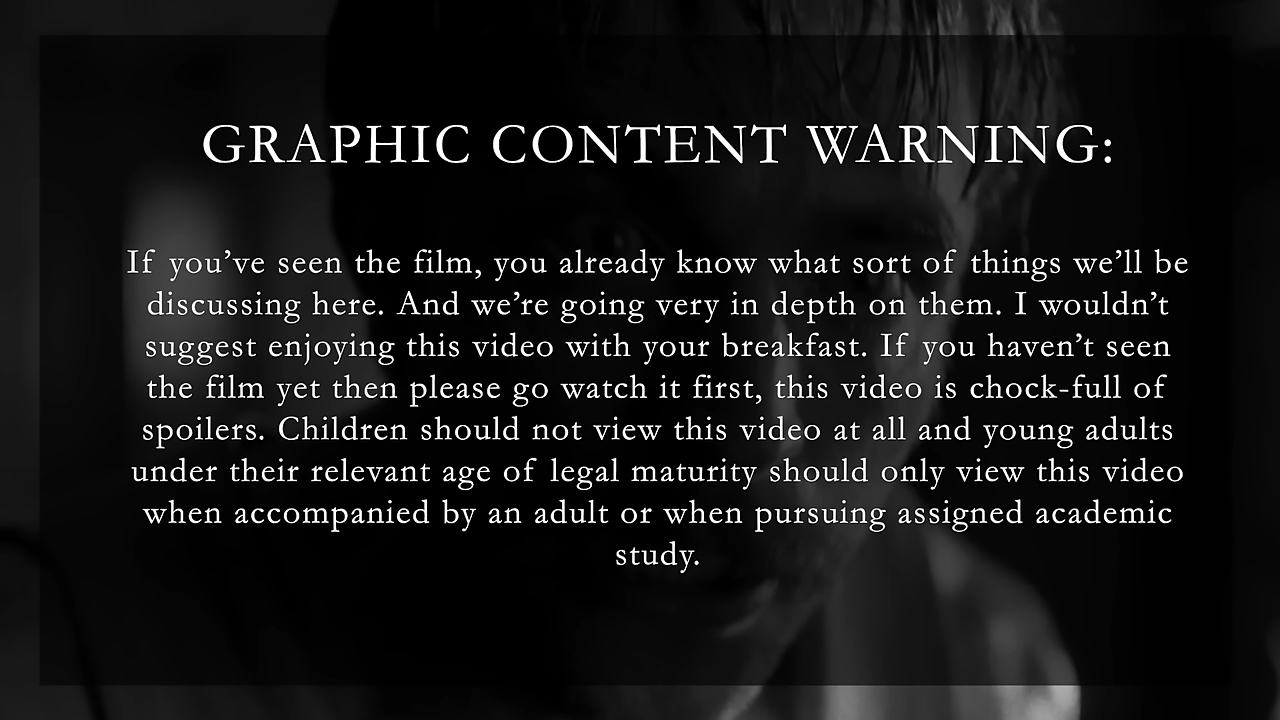 GRAPHIC CONTENT WARNING:
If you’ve seen the film, you already know what sort of things we’ll be
discussing here. And we’re going very in depth on them. I wouldn’t
suggest enjoying this video with your breakfast. If you haven’t seen
the film yet then please go watch it first, this video is chock-full of
spoilers. Children should not view this video at all and young adults
under their relevant age of legal maturity should only view this video
when accompanied by an adult or when pursuing assigned academic
study.